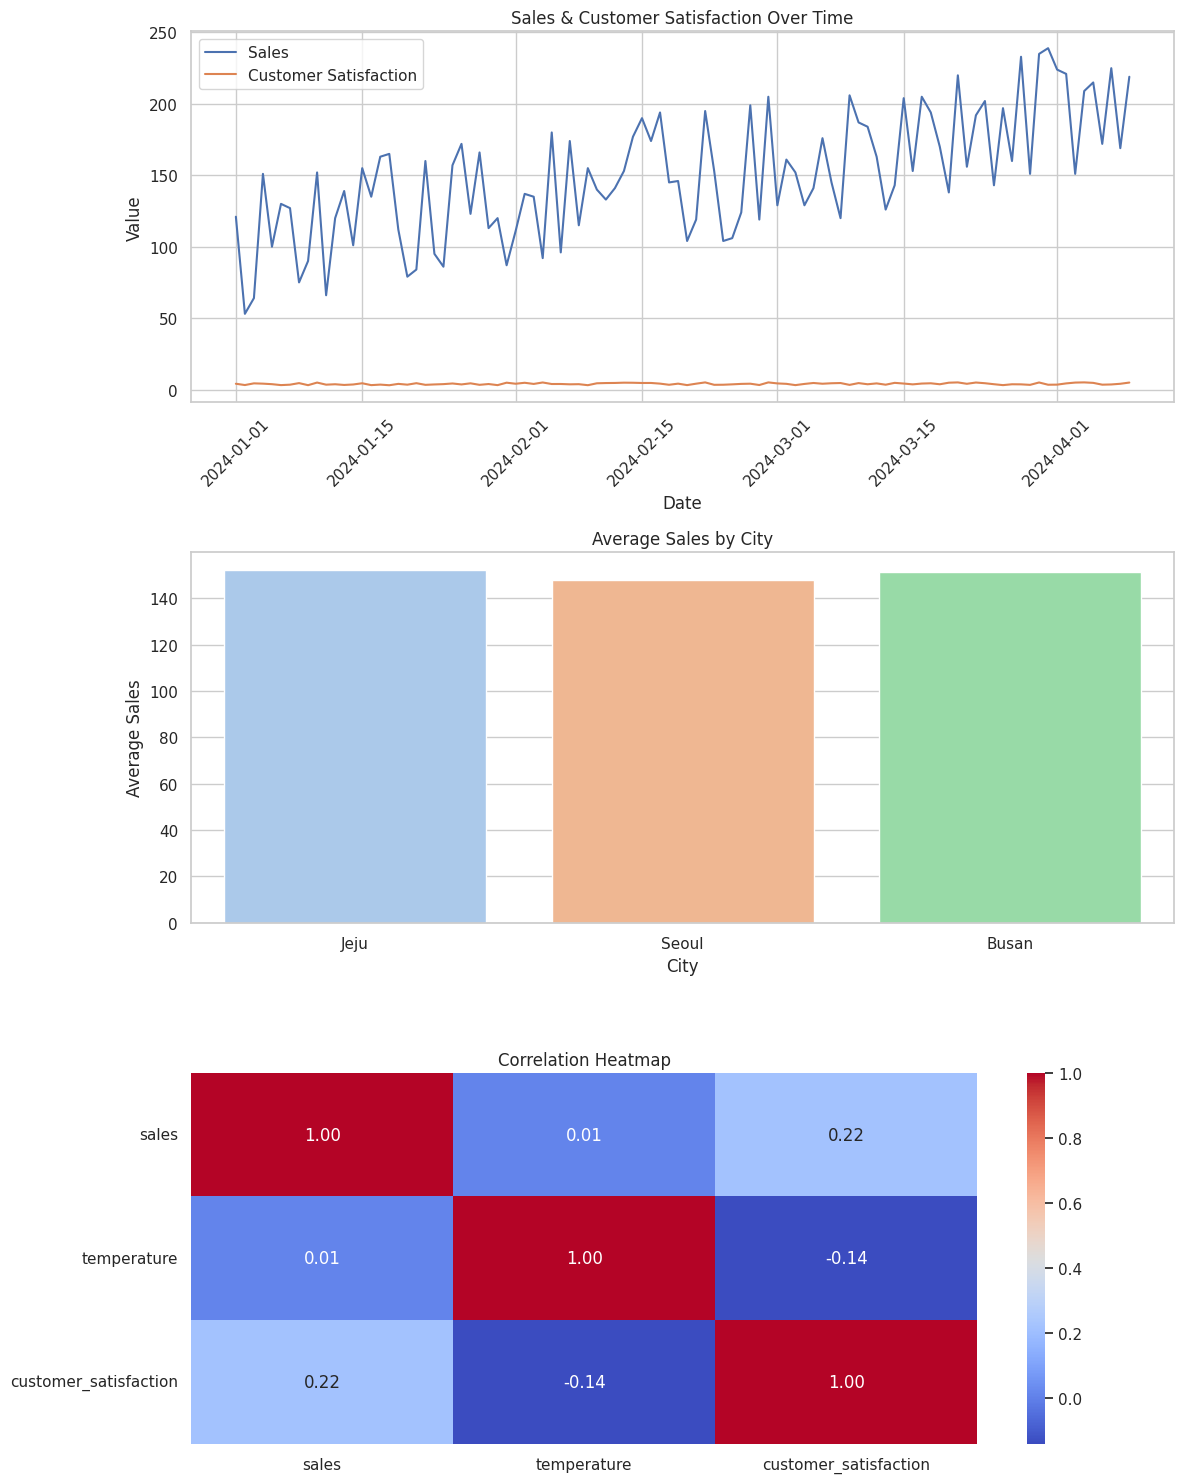 Sales & Customer Satisfaction Over Time
250
Sales
Customer Satisfaction
200
150
100
50
0
Value
2024-01-01
2024-01-15
2024-02-01
2024-02-15
2024-03-01
2024-03-15
2024-04-01
Date
Average Sales by City
140
120
100
80
60
40
20
0
Average Sales
Jeju Seoul Busan
City
Correlation Heatmap
sales 1.00 0.01 0.22
temperature 0.01 1.00 -0.14
customer_satisfaction 0.22 -0.14 1.00
sales temperature customer_satisfaction
1.0
0.8
0.6
0.4
0.2
0.0